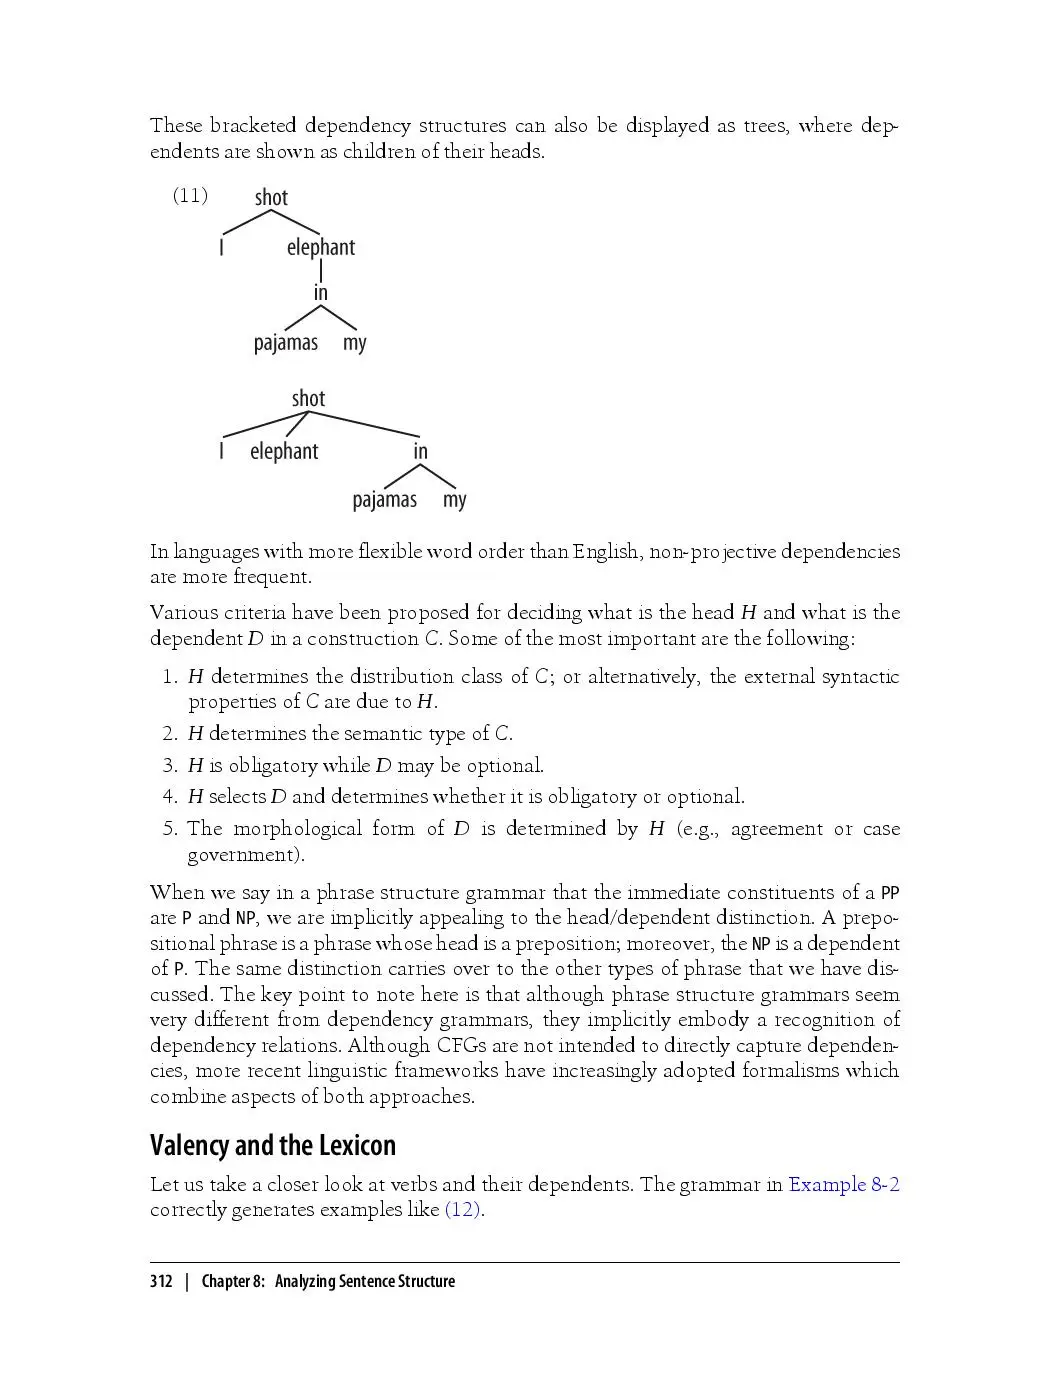 These bracketed dependency structures can also be displayed as trees, where dep-
endents are shown as children of their heads.
(11) shot
I elephant
in
pajamas my
shot
I elephant in
pajamas my
In languages with more flexible word order than English, non-projective dependencies
are more frequent.
Various criteria have been proposed for deciding what is the head H and what is the
dependent D in a construction C. Some of the most important are the following:
1. H determines the distribution class of C; or alternatively, the external syntactic
properties of C are due to H.
2. H determines the semantic type of C.
3. H is obligatory while D may be optional.
4. H selects D and determines whether it is obligatory or optional.
5. The morphological form of D is determined by H (e.g., agreement or case
government).
When we say in a phrase structure grammar that the immediate constituents of a PP
are P and NP, we are implicitly appealing to the head/dependent distinction. A prepo-
sitional phrase is a phrase whose head is a preposition; moreover, the NP is a dependent
of P. The same distinction carries over to the other types of phrase that we have dis-
cussed. The key point to note here is that although phrase structure grammars seem
very different from dependency grammars, they implicitly embody a recognition of
dependency relations. Although CFGs are not intended to directly capture dependen-
cies, more recent linguistic frameworks have increasingly adopted formalisms which
combine aspects of both approaches.
Valency and the Lexicon
Let us take a closer look at verbs and their dependents. The grammar in Example 8-2
correctly generates examples like (12).
312 | Chapter 8: Analyzing Sentence Structure